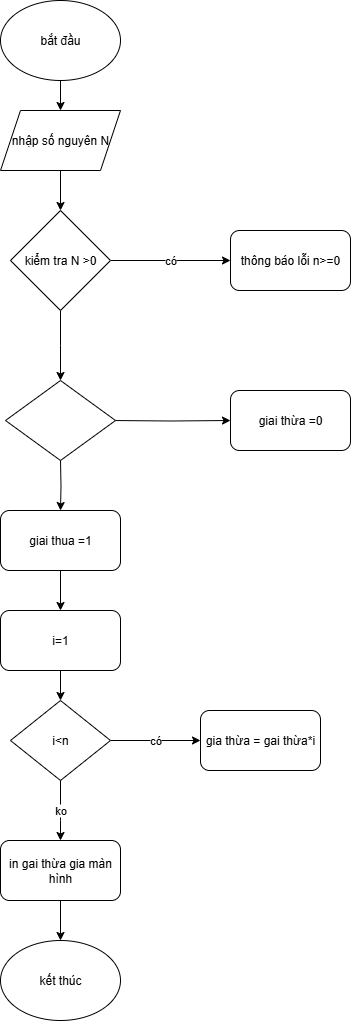 bắt đầu
nhập số nguyên N
kiểm tra N >0
có
thông báo lỗi n>=0
giai thừa =0
giai thua =1
i=1
i<n
có
gia thừa = gai thừa*i
ko
in gai thừa gia màn
hình
kết thúc